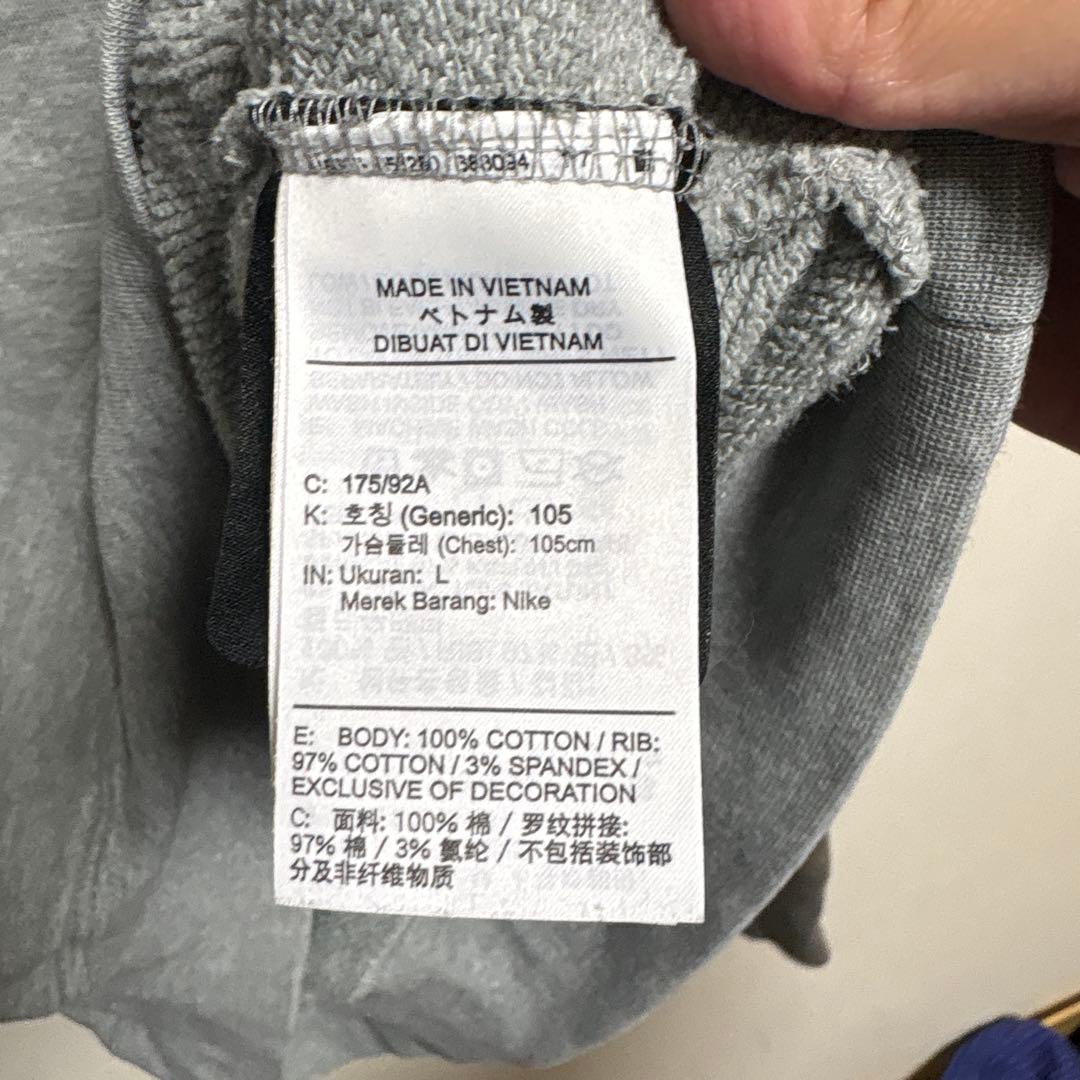 MADE IN VIETNAM
ベトナム製
DIBUAT DI VIETNAM
C: 175/92A
K: 호칭 (Generic): 105
가슴둘레 (Chest): 105cm
IN: Ukuran: L
Merek Barang: Nike
E: BODY: 100% COTTON / RIB:
97% COTTON / 3% SPANDEX /
EXCLUSIVE OF DECORATION
C: 面料: 100% 棉 / 罗纹拼接:
97% 棉 / 3% 氨纶 / 不包括装饰部
分及非纤维物质